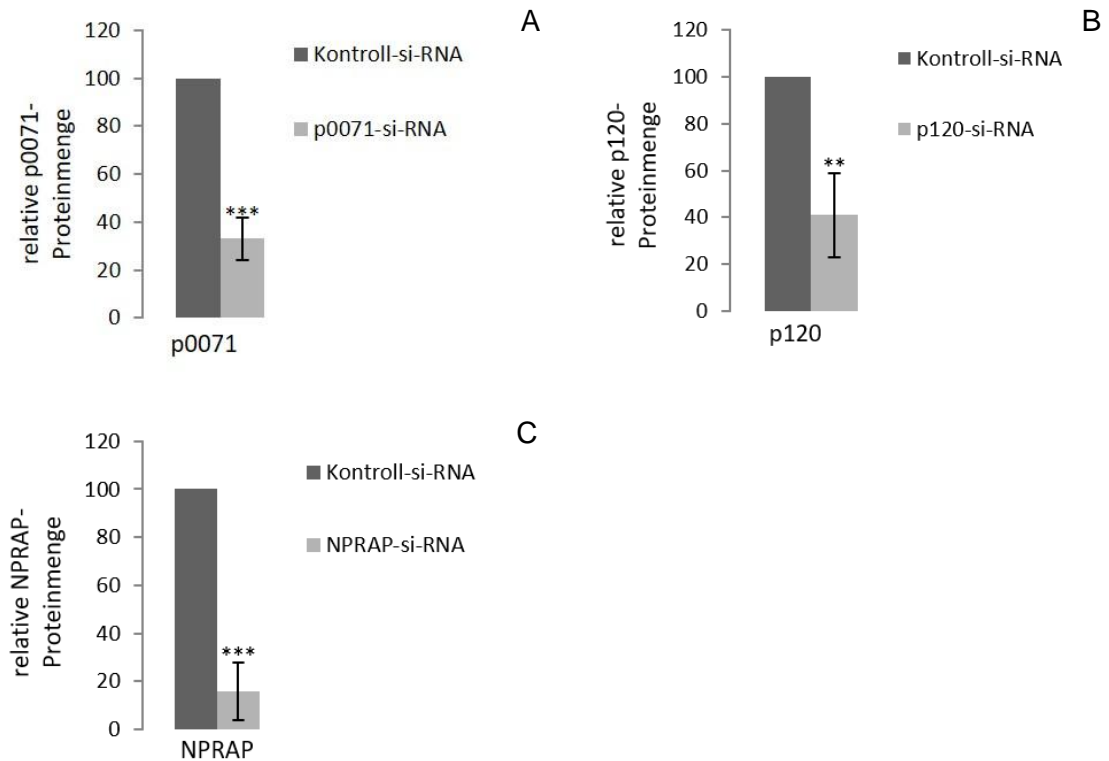 A
120
100
80
60
40
20
0
relative p0071-
Proteinmenge
***
p0071
Kontroll-si-RNA
p0071-si-RNA
B
120
100
80
60
40
20
0
relative p120-
Proteinmenge
**
p120
Kontroll-si-RNA
p120-si-RNA
C
120
100
80
60
40
20
0
relative NPRAP-
Proteinmenge
***
NPRAP
Kontroll-si-RNA
NPRAP-si-RNA